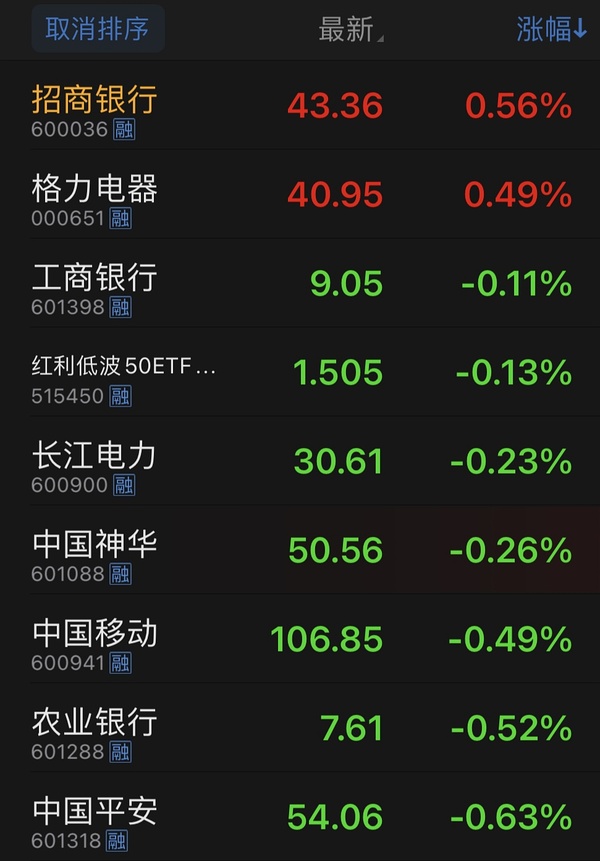 取消排序 最新 涨幅↓
招商银行 43.36 0.56%
600036 融
格力电器 40.95 0.49%
000651 融
工商银行 9.05 -0.11%
601398 融
红利低波50ETF... 1.505 -0.13%
515450 融
长江电力 30.61 -0.23%
600900 融
中国神华 50.56 -0.26%
601088 融
中国移动 106.85 -0.49%
600941 融
农业银行 7.61 -0.52%
601288 融
中国平安 54.06 -0.63%
601318 融